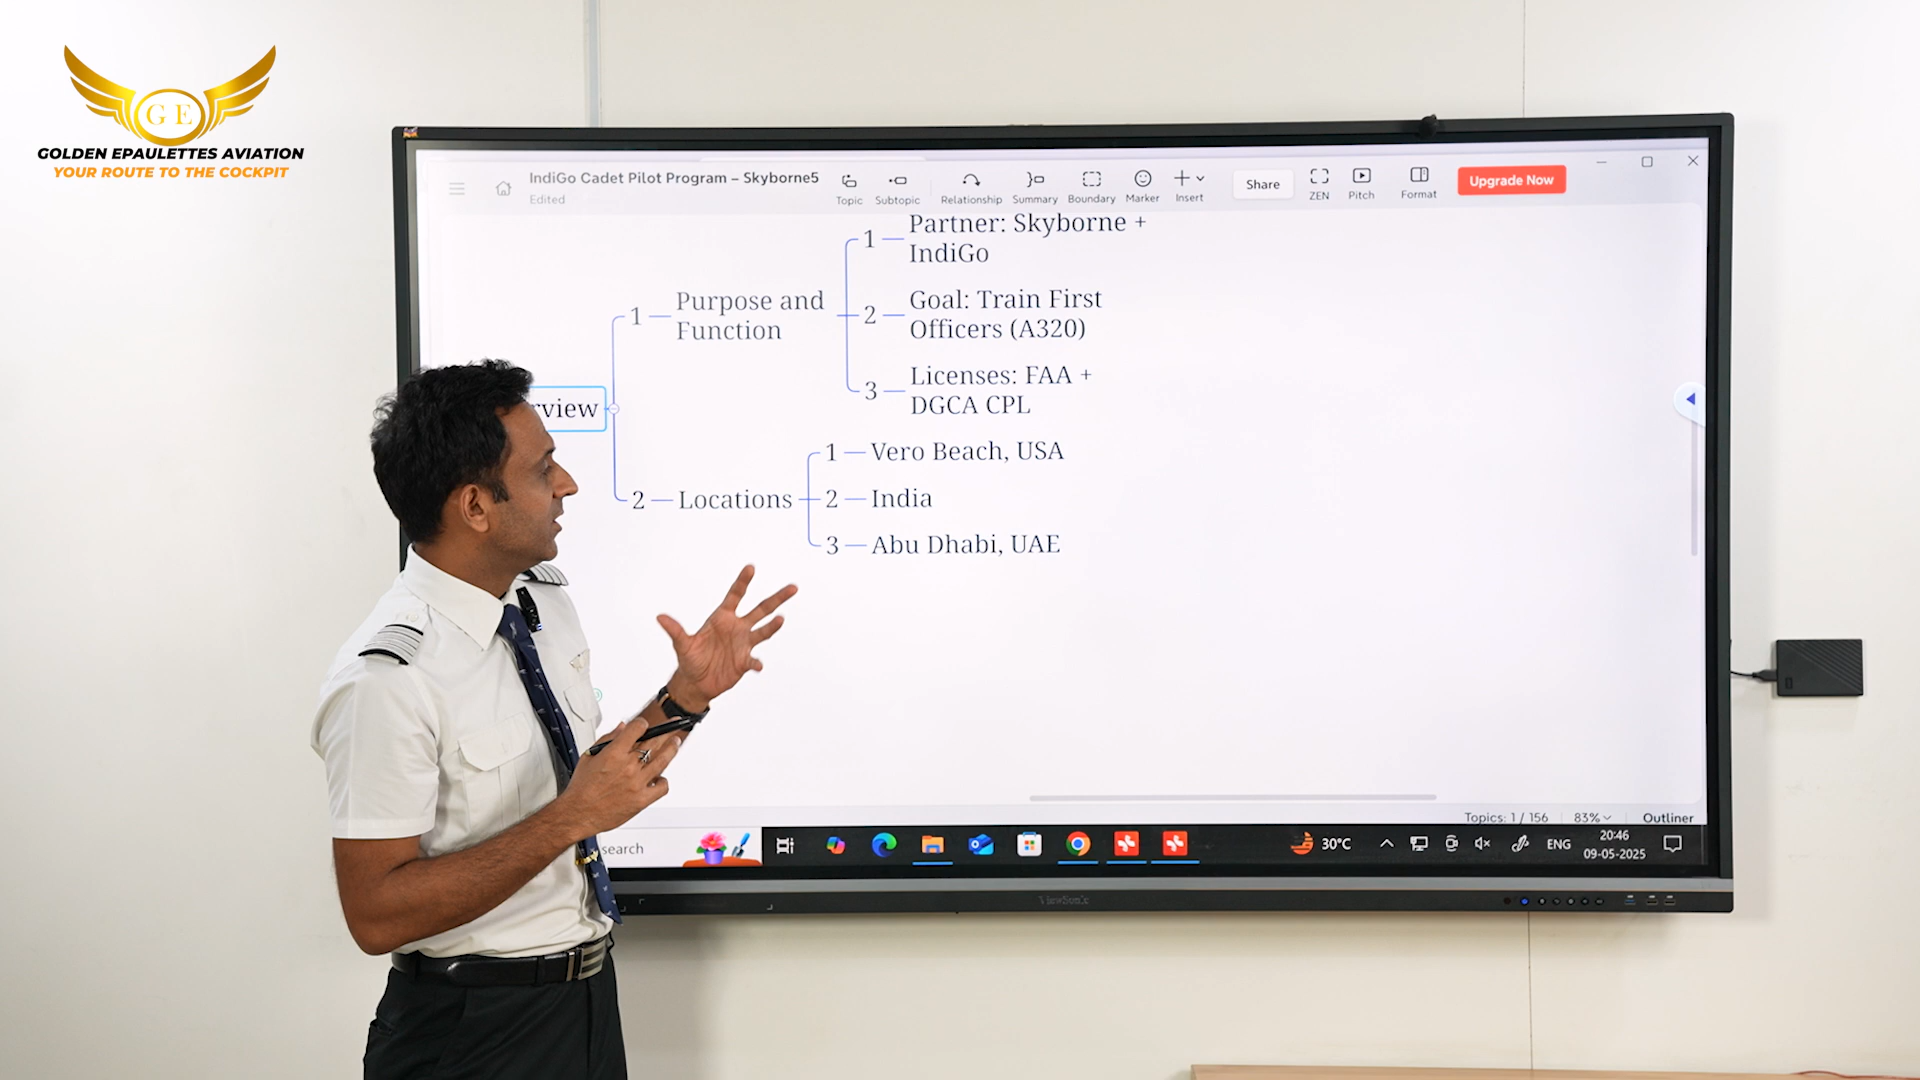 G E
GOLDEN EPAULETTES AVIATION
YOUR ROUTE TO THE COCKPIT
IndiGo Cadet Pilot Program – Skyborne5
Edited
Topic
Subtopic
Relationship
Summary
Boundary
Marker
Insert
Share
ZEN
Pitch
Format
Upgrade Now
rview
1
Purpose and
Function
1
Partner: Skyborne +
IndiGo
2
Goal: Train First
Officers (A320)
3
Licenses: FAA +
DGCA CPL
2
Locations
1
Vero Beach, USA
2
India
3
Abu Dhabi, UAE
Topics: 1 / 156
83%
Outliner
search
30°C
ENG
20:46
09-05-2025
ViewSonic